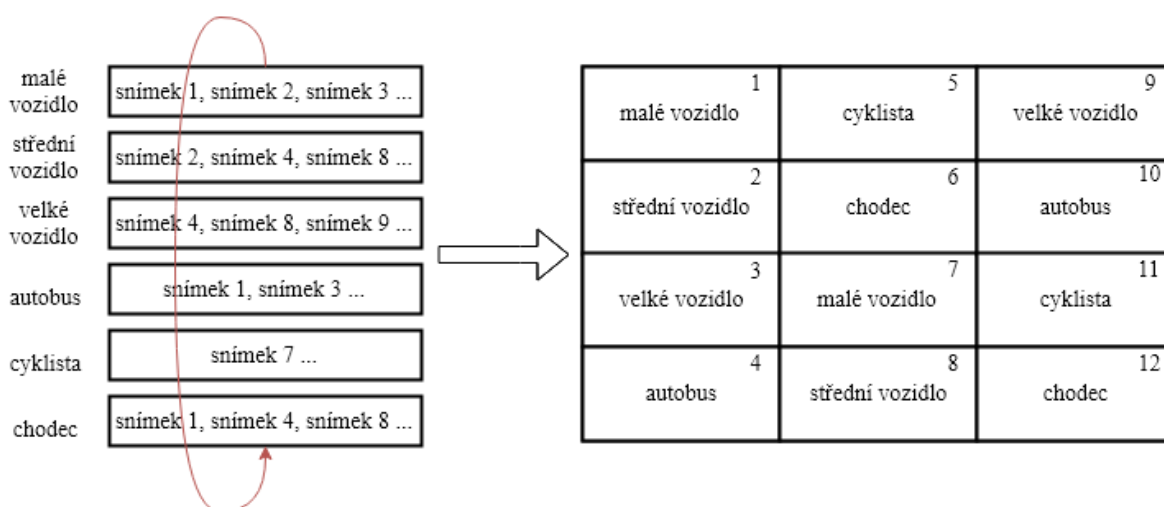 malé
vozidlo
snímek 1, snímek 2, snímek 3 ...
střední
vozidlo
snímek 2, snímek 4, snímek 8 ...
velké
vozidlo
snímek 4, snímek 8, snímek 9 ...
autobus
snímek 1, snímek 3 ...
cyklista
snímek 7 ...
chodec
snímek 1, snímek 4, snímek 8 ...
1
malé vozidlo
5
cyklista
9
velké vozidlo
2
střední vozidlo
6
chodec
10
autobus
3
velké vozidlo
7
malé vozidlo
11
cyklista
4
autobus
8
střední vozidlo
12
chodec